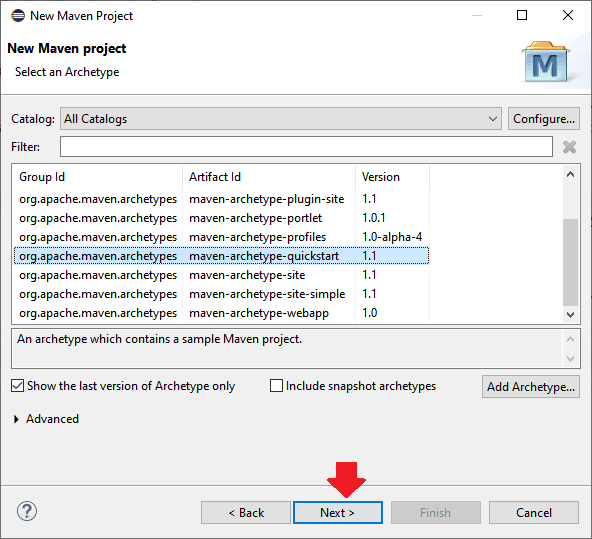 New Maven Project
New Maven project
Select an Archetype
M
Catalog: All Catalogs Configure...
Filter:
Group Id Artifact Id Version
org.apache.maven.archetypes maven-archetype-plugin-site 1.1
org.apache.maven.archetypes maven-archetype-portlet 1.0.1
org.apache.maven.archetypes maven-archetype-profiles 1.0-alpha-4
org.apache.maven.archetypes maven-archetype-quickstart 1.1
org.apache.maven.archetypes maven-archetype-site 1.1
org.apache.maven.archetypes maven-archetype-site-simple 1.1
org.apache.maven.archetypes maven-archetype-webapp 1.0
An archetype which contains a sample Maven project.
Show the last version of Archetype only Include snapshot archetypes Add Archetype...
Advanced
? < Back Next > Finish Cancel